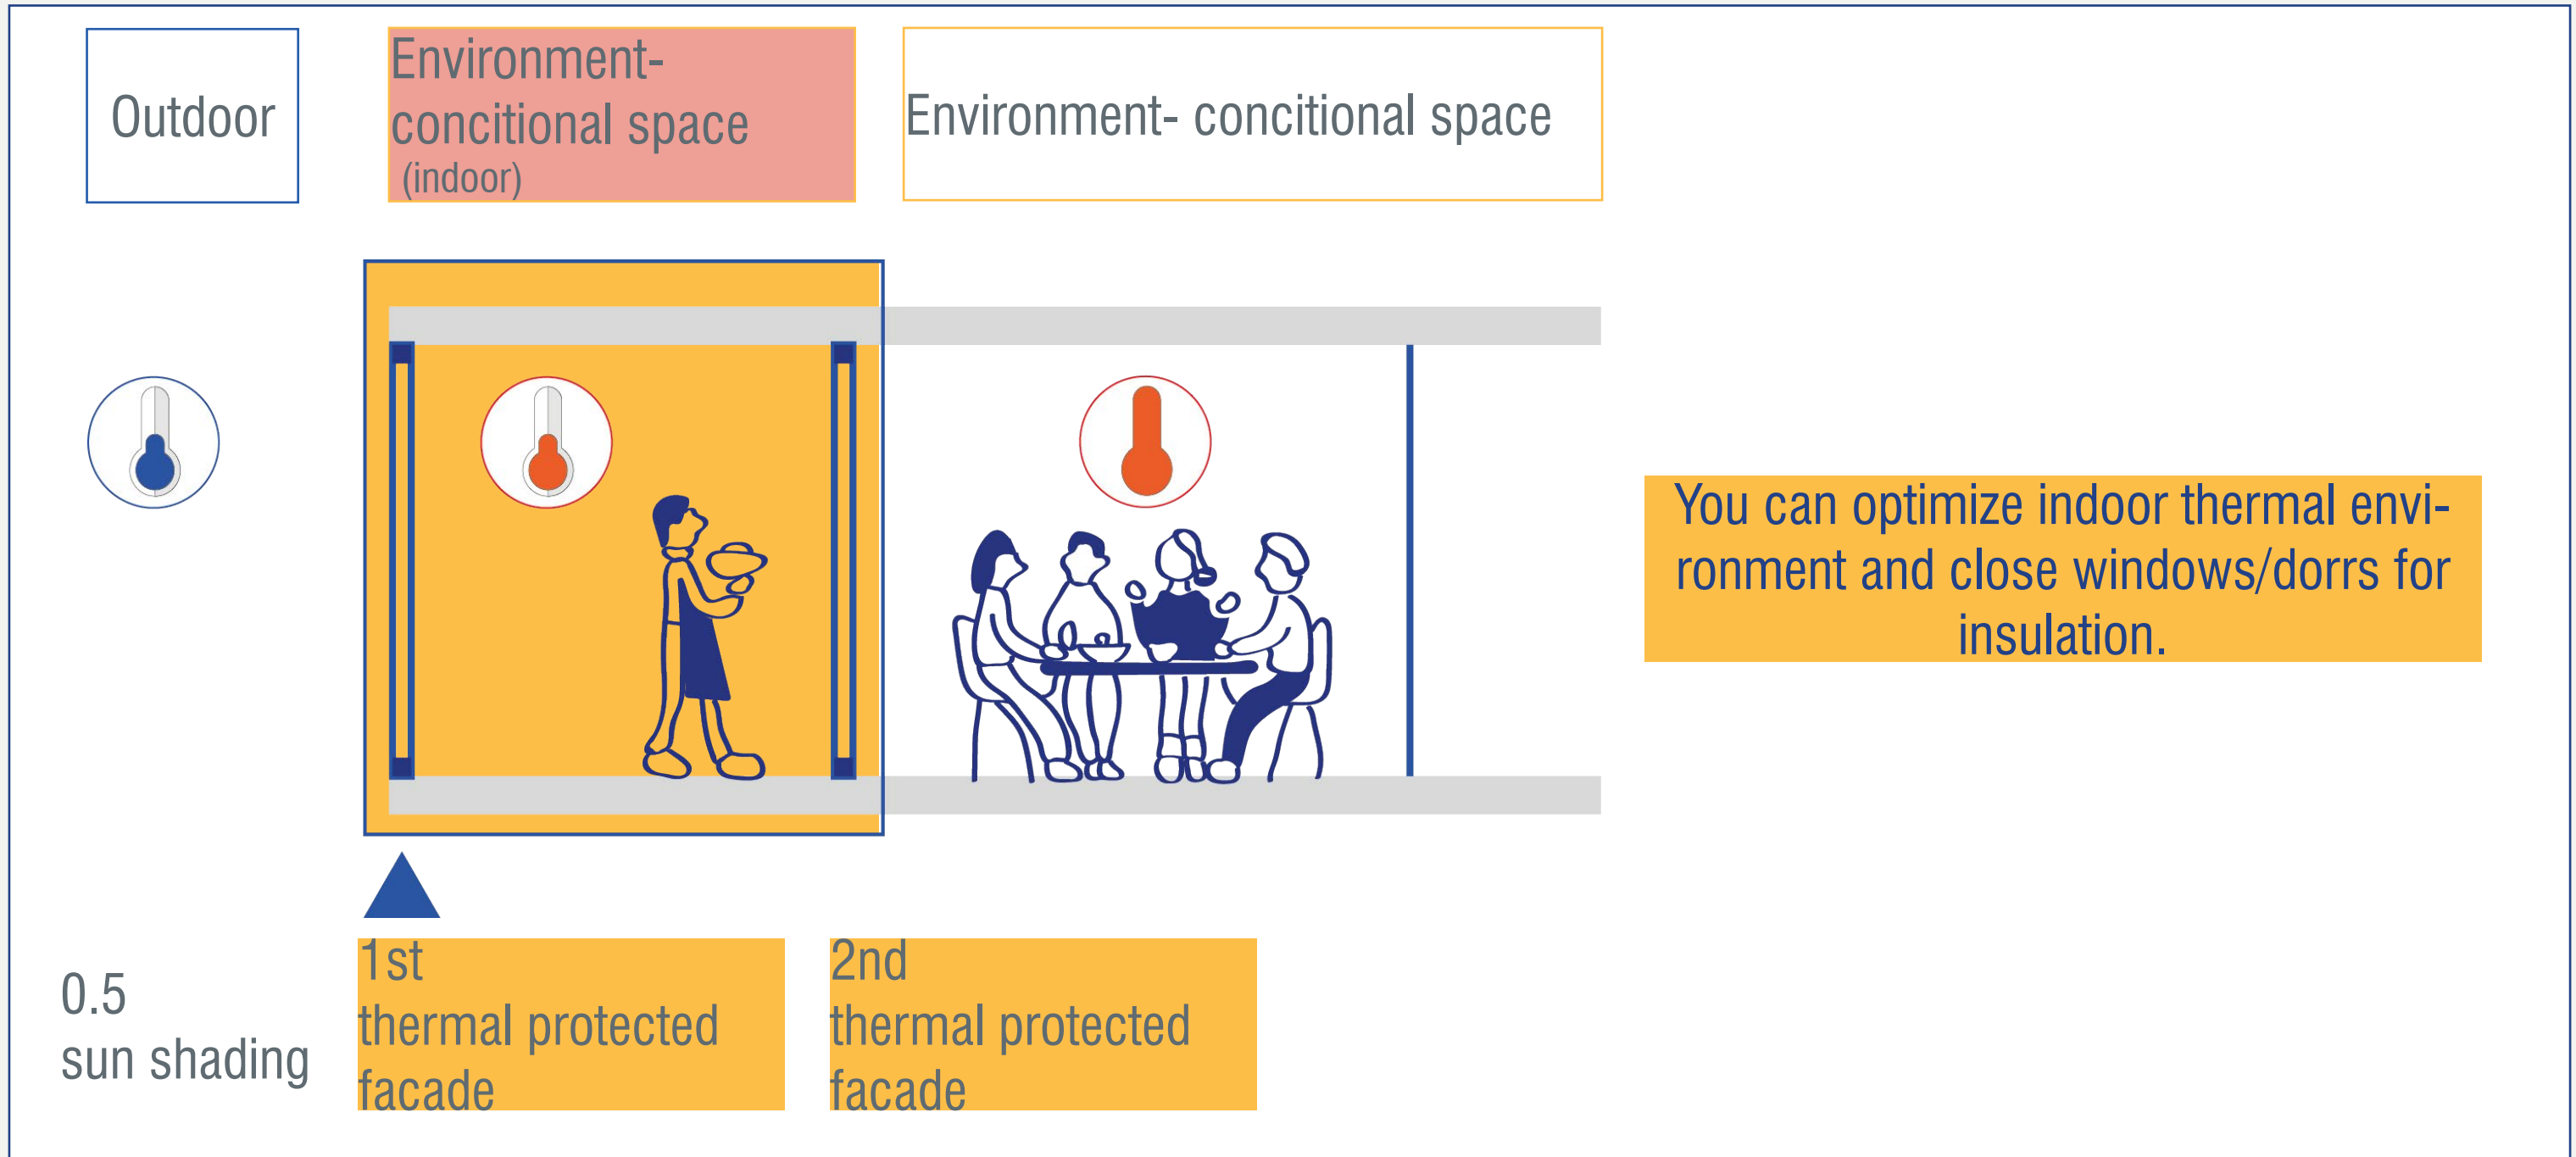 Outdoor
Environment-
concitional space
(indoor)
Environment- concitional space
You can optimize indoor thermal envi-
ronment and close windows/dorrs for
insulation.
0.5
sun shading
1st
thermal protected
facade
2nd
thermal protected
facade